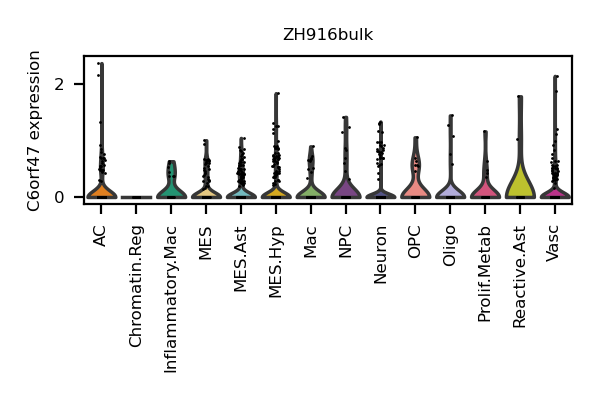 ZH916bulk
C6orf47 expression
2
0
AC
Chromatin.Reg
Inflammatory.Mac
MES
MES.Ast
MES.Hyp
Mac
NPC
Neuron
OPC
Oligo
Prolif.Metab
Reactive.Ast
Vasc